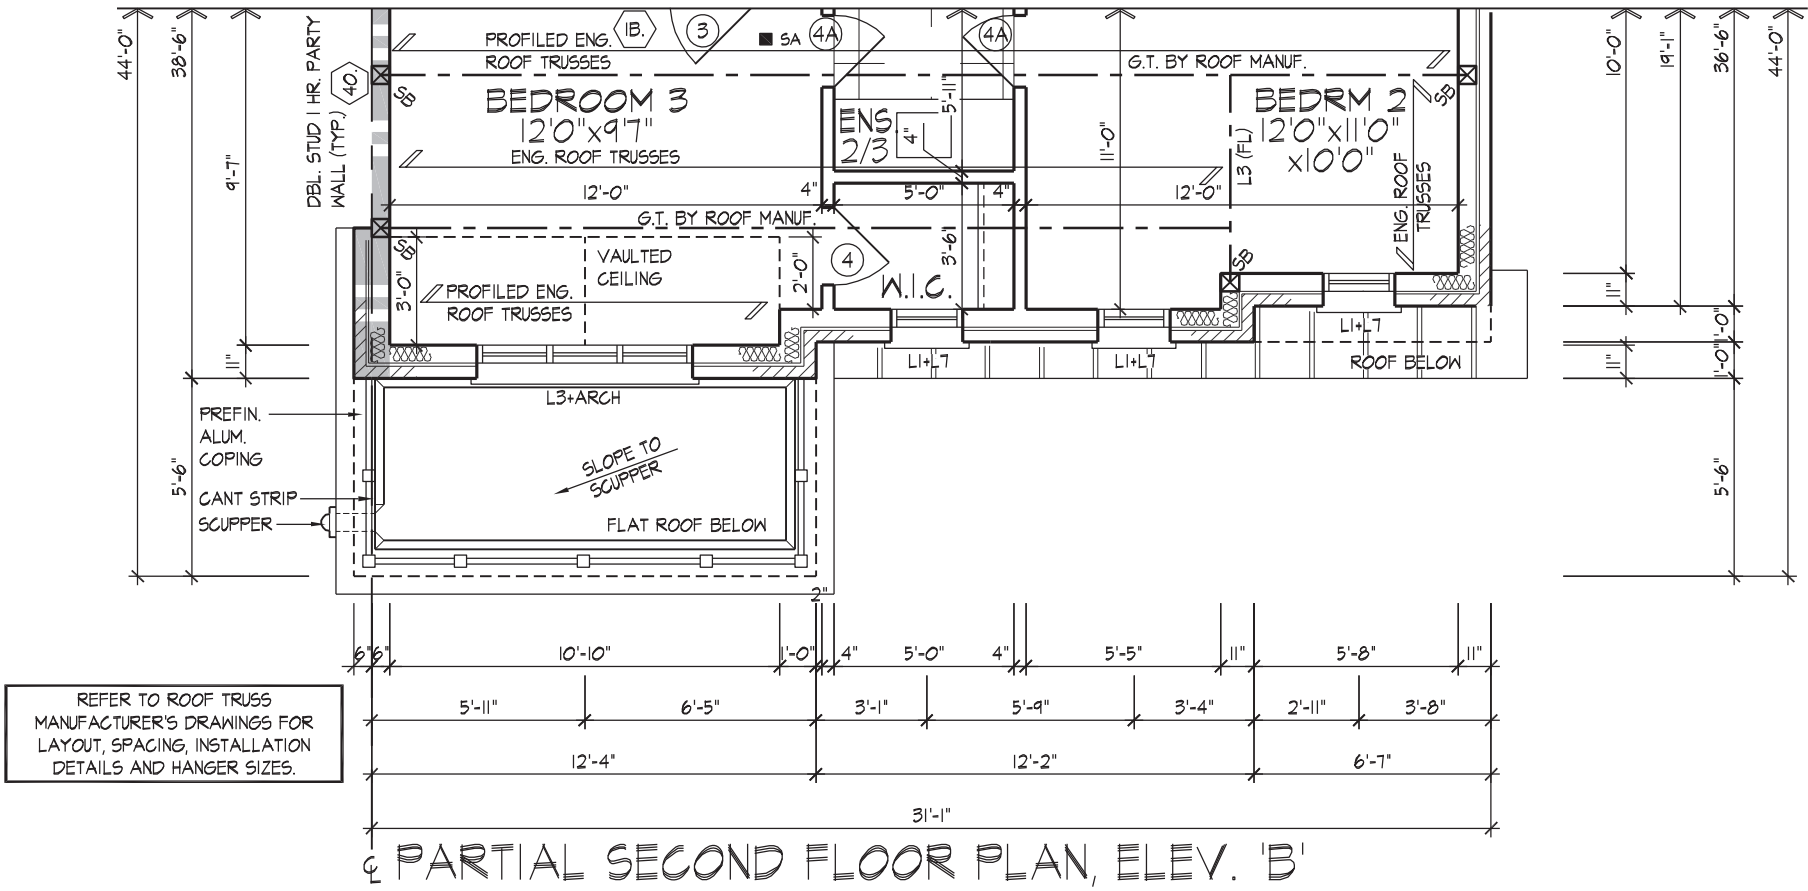 44'-0"
38'-6"
9'-7"
11"
5'-6"
DBL. STUD 1 HR. PARTY
WALL (TYP.)
40.
SB
PROFILED ENG.
ROOF TRUSSES
1B.
3
SA
4A
4A
G.T. BY ROOF MANUF.
BEDROOM 3
12'0"x9'7"
ENG. ROOF TRUSSES
ENS.
2/3
4"
5'-11"
11'-0"
BEDRM 2
12'0"x11'0"
x10'0"
SB
L3 (FL)
ENG. ROOF
TRUSSES
12'-0"
4"
5'-0"
4"
12'-0"
G.T. BY ROOF MANUF.
SB
3'-0"
VAULTED
CEILING
2'-0"
4
3'-6"
W.I.C.
SB
PROFILED ENG.
ROOF TRUSSES
L1+L7
L1+L7
L1+L7
ROOF BELOW
L3+ARCH
PREFIN.
ALUM.
COPING
CANT STRIP
SCUPPER
SLOPE TO
SCUPPER
FLAT ROOF BELOW
10'-0"
19'-1"
36'-6"
44'-0"
11"
1'-0"
11"
1'-0"
5'-6"
2"
6"
6"
10'-10"
1'-0"
4"
5'-0"
4"
5'-5"
11"
5'-8"
11"
5'-11"
6'-5"
3'-1"
5'-9"
3'-4"
2'-11"
3'-8"
12'-4"
12'-2"
6'-7"
31'-1"
REFER TO ROOF TRUSS
MANUFACTURER'S DRAWINGS FOR
LAYOUT, SPACING, INSTALLATION
DETAILS AND HANGER SIZES.
℄ PARTIAL SECOND FLOOR PLAN, ELEV. 'B'